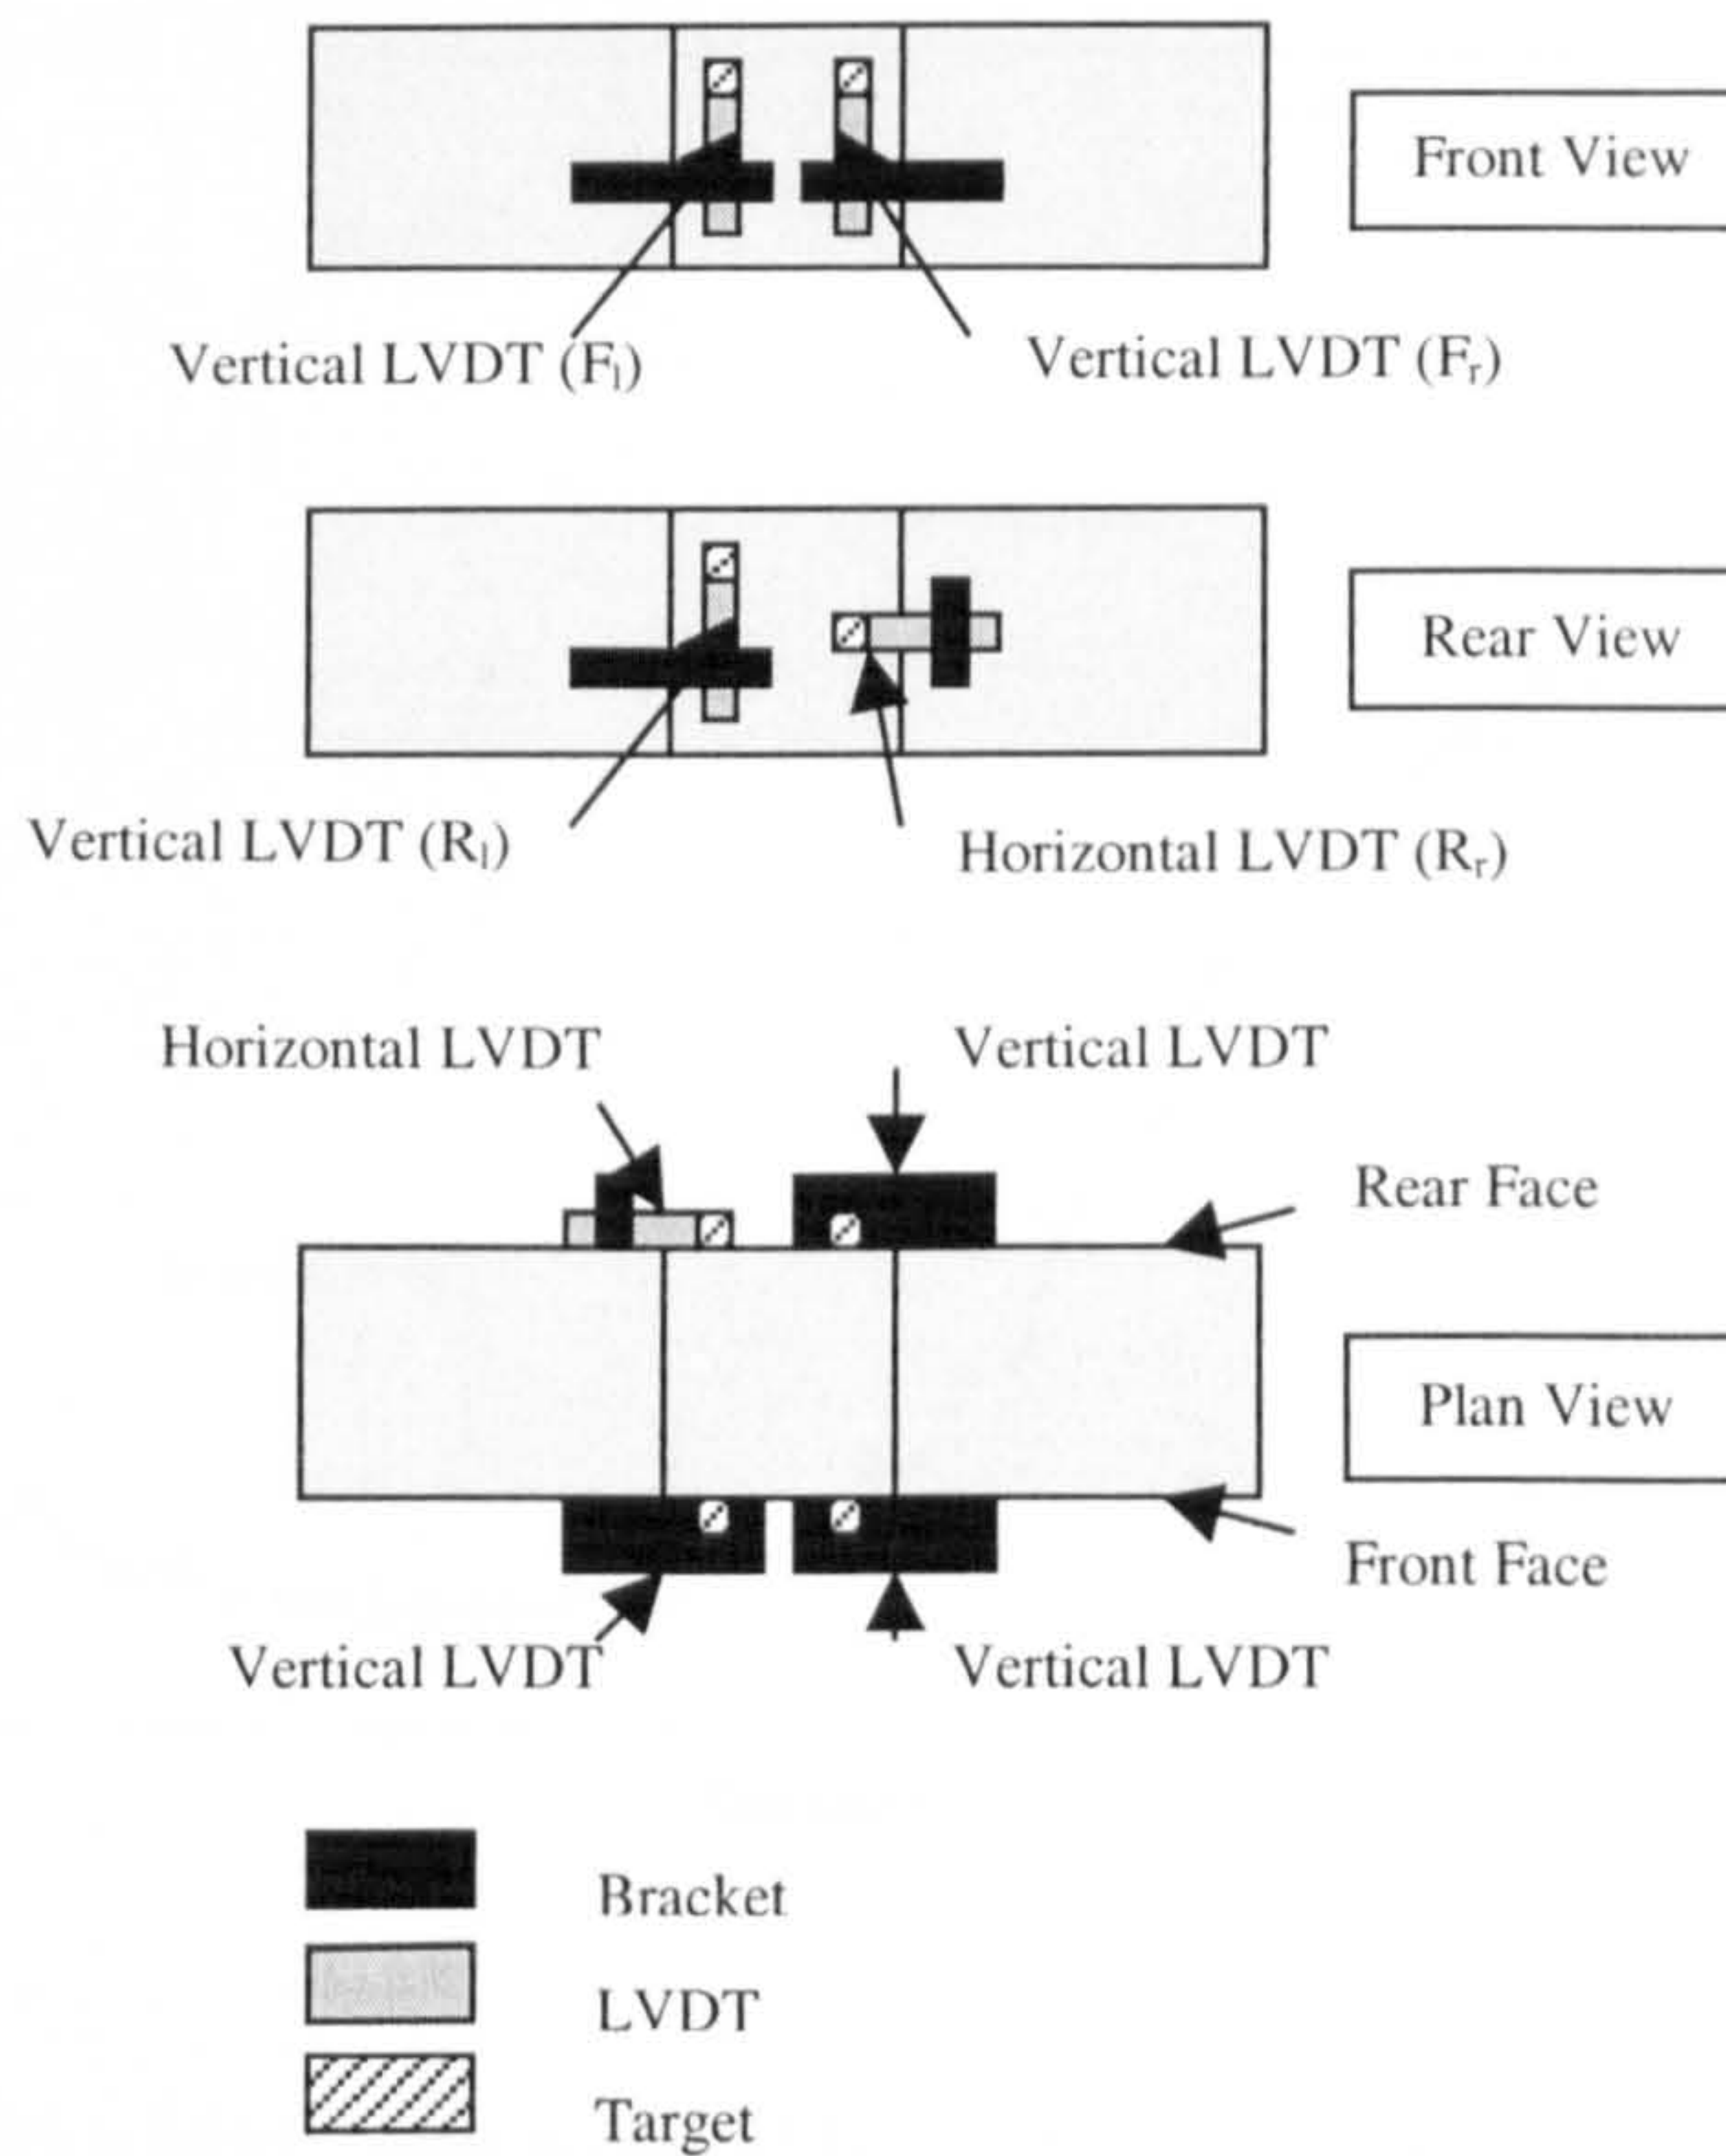 Front View
Vertical LVDT (Fl)
Vertical LVDT (Fr)
Rear View
Vertical LVDT (Rl)
Horizontal LVDT (Rr)
Horizontal LVDT
Vertical LVDT
Rear Face
Plan View
Front Face
Vertical LVDT
Vertical LVDT
Bracket
LVDT
Target